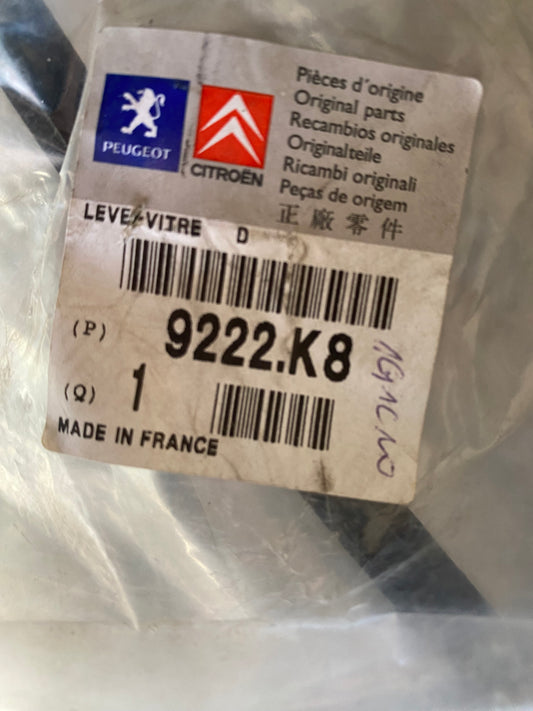 PEUGEOT
CITROËN
Pièces d'origine
Original parts
Recambios originales
Originalteile
Ricambi originali
Peças de origem
正廠零件
LEVE/VITRE D
(P) 9222.K8
(Q) 1
MADE IN FRANCE